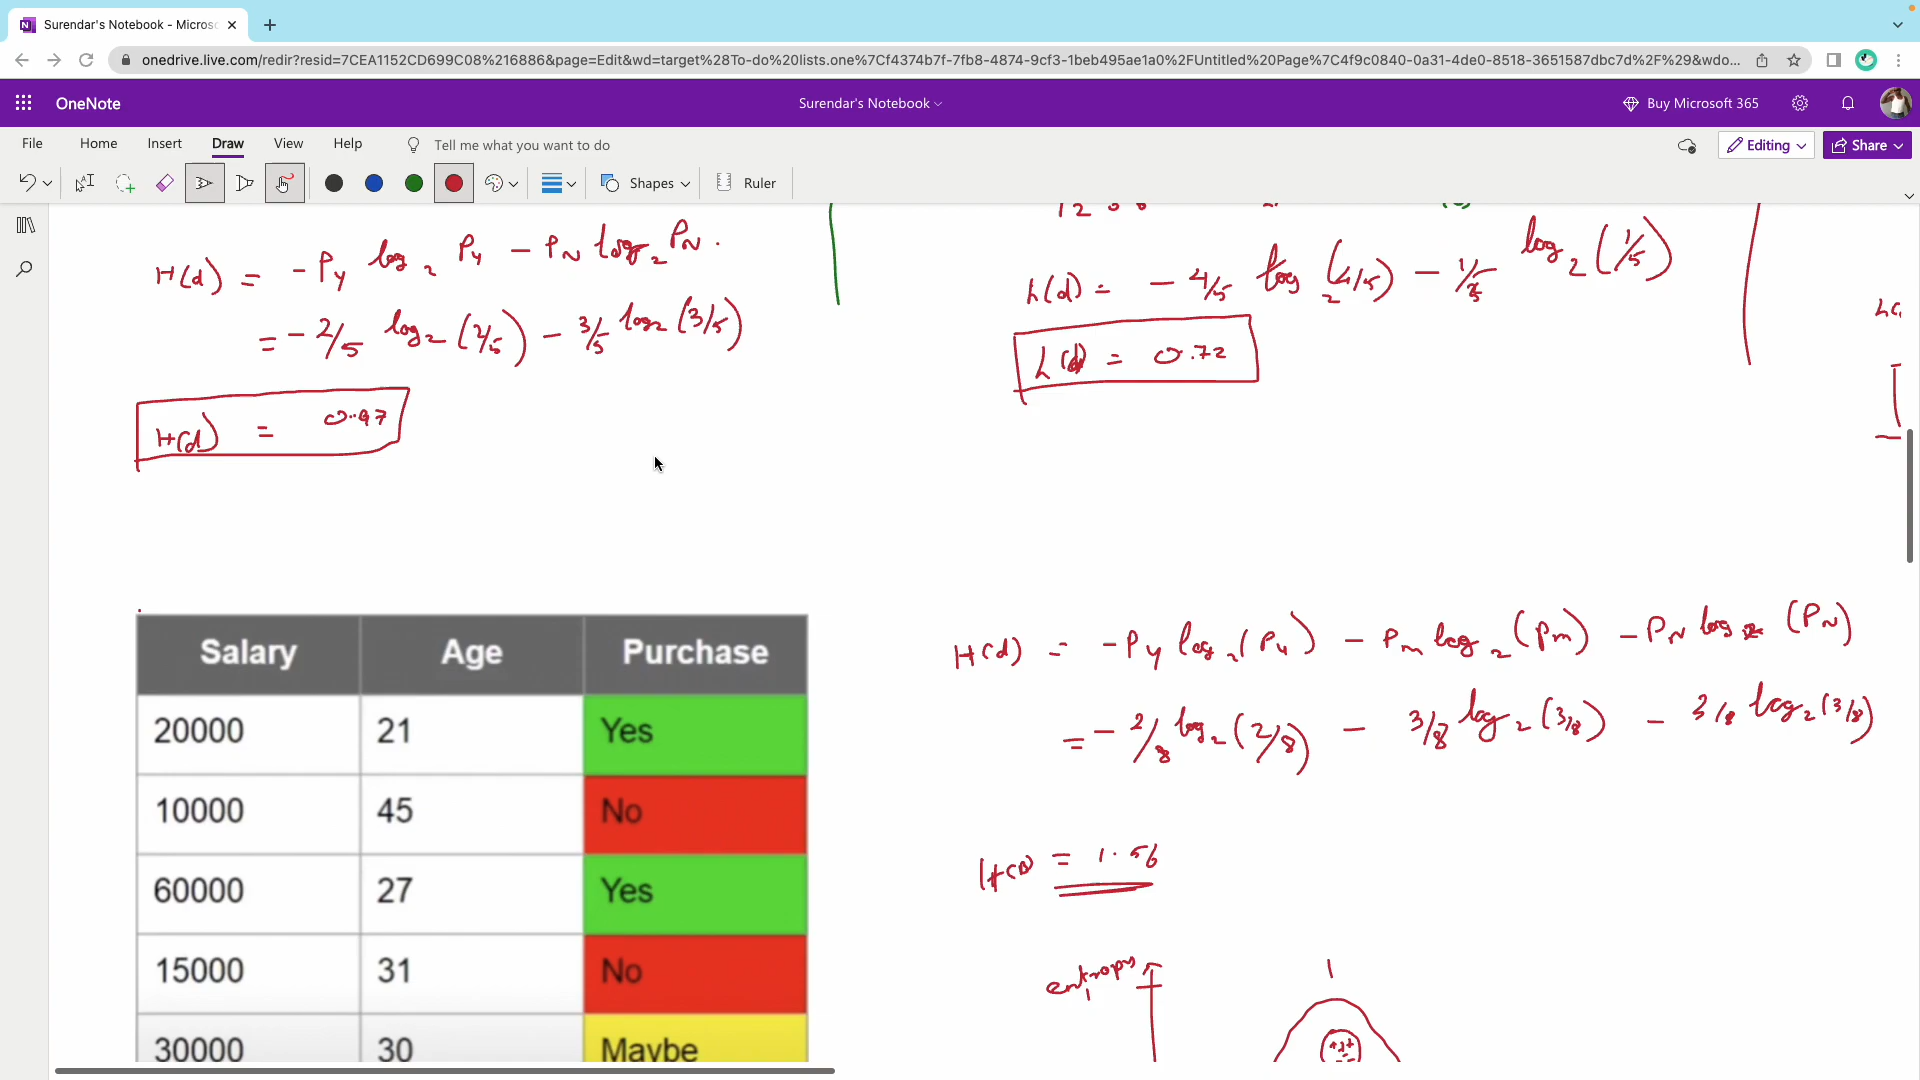 Surendar's Notebook - Micros
onedrive.live.com/redir?resid=7CEA1152CD699C08%216886&page=Edit&wd=target%28To-do%20lists.one%7Cf4374b7f-7fb8-4874-9cf3-1beb495ae1a0%2FUntitled%20Page%7C4f9c0840-0a31-4de0-8518-3651587dbc7d%2F%29&wdo...
OneNote
Surendar's Notebook
Buy Microsoft 365
File Home Insert Draw View Help Tell me what you want to do
Editing Share
Shapes Ruler
H(d) = -PY log2 PY - PN log2 PN.
= -2/5 log2 (2/5) - 3/5 log2 (3/5)
H(d) = 0.97
h(d) = - 4/5 log2 (4/5) - 1/5 log2 (1/5)
h(d) = 0.72
Salary Age Purchase
20000 21 Yes
10000 45 No
60000 27 Yes
15000 31 No
30000 30 Maybe
H(d) = -PY log2 (PY) - Pm log2 (Pm) - PN log2 (PN)
= - 2/8 log2 (2/8) - 3/8 log2 (3/8) - 3/8 log2 (3/8)
H(d) = 1.56
entropy
1